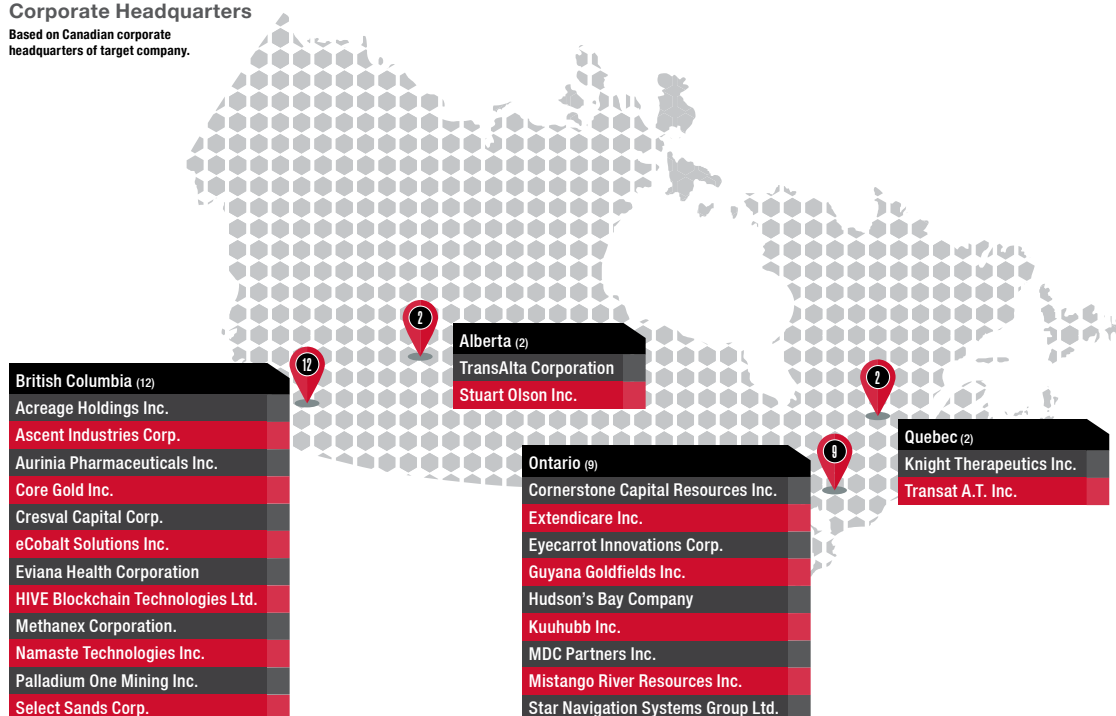 Corporate Headquarters
Based on Canadian corporate
headquarters of target company.
2
12
2
9
Alberta (2)
TransAlta Corporation
Stuart Olson Inc.
British Columbia (12)
Acreage Holdings Inc.
Ascent Industries Corp.
Aurinia Pharmaceuticals Inc.
Core Gold Inc.
Cresval Capital Corp.
eCobalt Solutions Inc.
Eviana Health Corporation
HIVE Blockchain Technologies Ltd.
Methanex Corporation.
Namaste Technologies Inc.
Palladium One Mining Inc.
Select Sands Corp.
Ontario (9)
Cornerstone Capital Resources Inc.
Extendicare Inc.
Eyecarrot Innovations Corp.
Guyana Goldfields Inc.
Hudson's Bay Company
Kuuhubb Inc.
MDC Partners Inc.
Mistango River Resources Inc.
Star Navigation Systems Group Ltd.
Quebec (2)
Knight Therapeutics Inc.
Transat A.T. Inc.